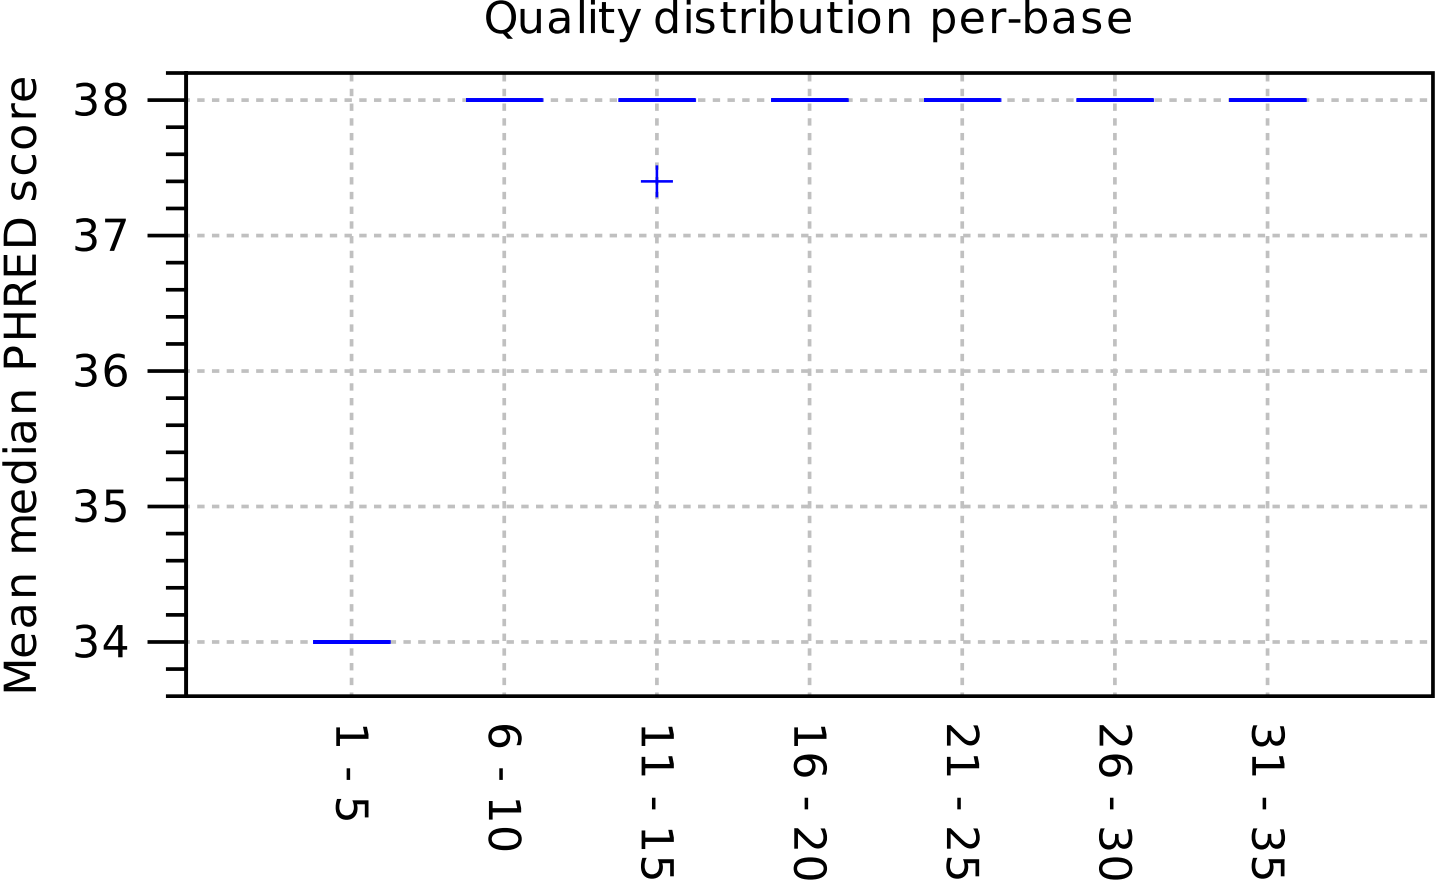 Quality distribution per-base
Mean median PHRED score
38
37
36
35
34
1 - 5
6 - 10
11 - 15
16 - 20
21 - 25
26 - 30
31 - 35